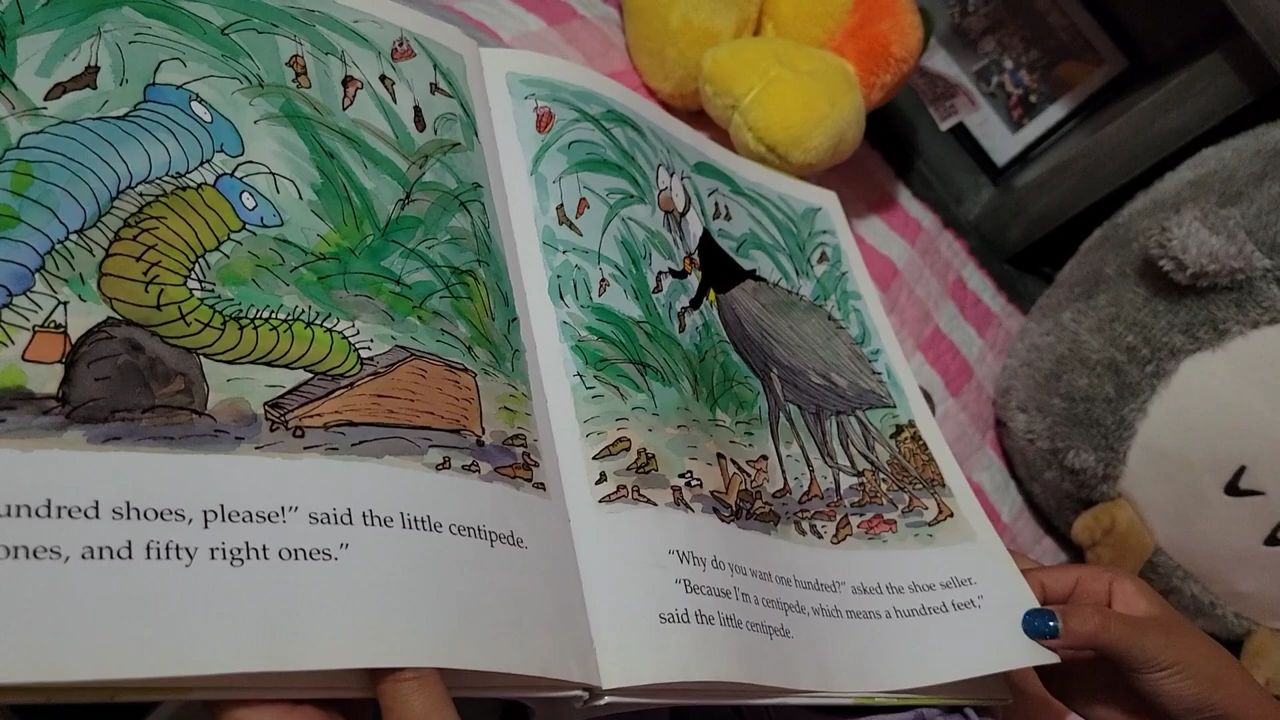 undred shoes, please!" said the little centipede.
ones, and fifty right ones."
"Why do you want one hundred?" asked the shoe seller.
"Because I'm a centipede, which means a hundred feet,"
said the little centipede.